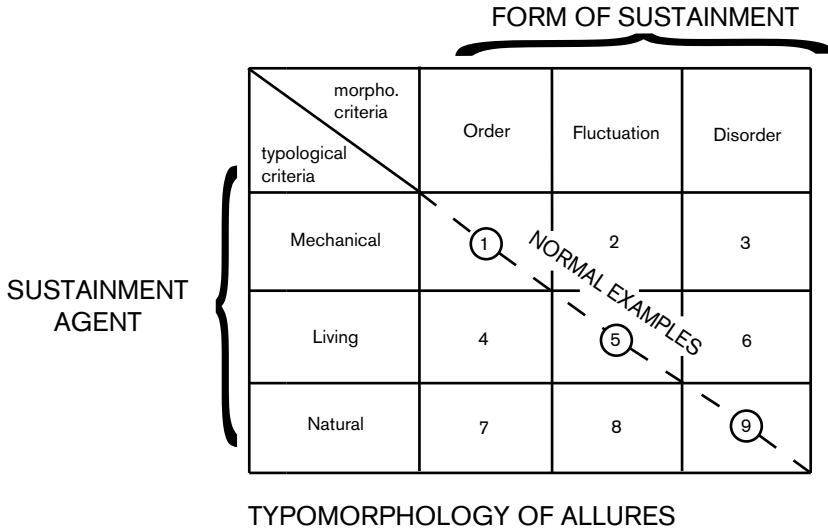 FORM OF SUSTAINMENT
morpho.
criteria
typological
criteria
Order
Fluctuation
Disorder
SUSTAINMENT
AGENT
Mechanical
1
2
3
NORMAL EXAMPLES
Living
4
5
6
Natural
7
8
9
TYPOMORPHOLOGY OF ALLURES